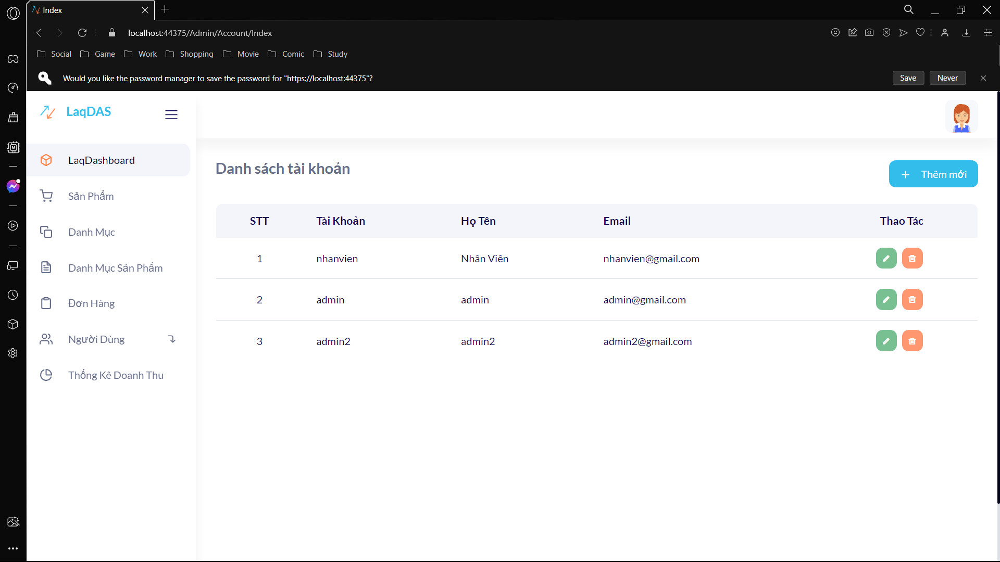 Index
localhost:44375/Admin/Account/Index
Social Game Work Shopping Movie Comic Study
Would you like the password manager to save the password for "https://localhost:44375"?
Save Never
LaqDAS
LaqDashboard
Sản Phẩm
Danh Mục
Danh Mục Sản Phẩm
Đơn Hàng
Người Dùng
Thống Kê Doanh Thu
Danh sách tài khoản
Thêm mới
STT Tài Khoản Họ Tên Email Thao Tác
1 nhanvien Nhân Viên nhanvien@gmail.com
2 admin admin admin@gmail.com
3 admin2 admin2 admin2@gmail.com